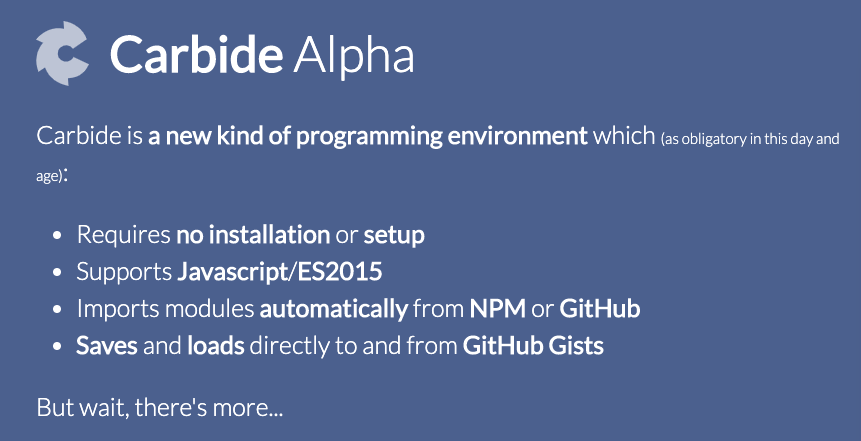 Carbide Alpha
Carbide is a new kind of programming environment which (as obligatory in this day and
age):
• Requires no installation or setup
• Supports Javascript/ES2015
• Imports modules automatically from NPM or GitHub
• Saves and loads directly to and from GitHub Gists
But wait, there's more...